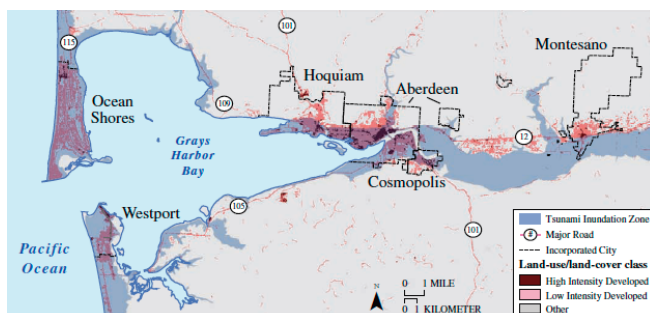 101
115
Montesano
Hoquiam
Aberdeen
Ocean
Shores
109
Grays
Harbor
Bay
12
Cosmopolis
Westport
105
101
Pacific
Ocean
Tsunami Inundation Zone
# Major Road
Incorporated City
Land-use/land-cover class
High Intensity Developed
Low Intensity Developed
Other
0 1 MILE
0 1 KILOMETER
N